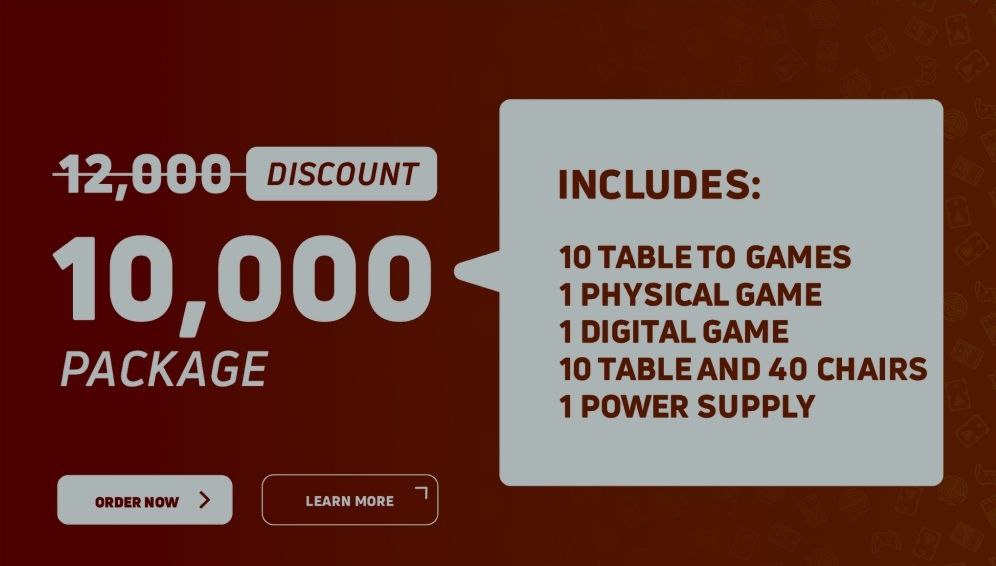 12,000 DISCOUNT
10,000
PACKAGE
ORDER NOW
LEARN MORE
INCLUDES:
10 TABLE TO GAMES
1 PHYSICAL GAME
1 DIGITAL GAME
10 TABLE AND 40 CHAIRS
1 POWER SUPPLY